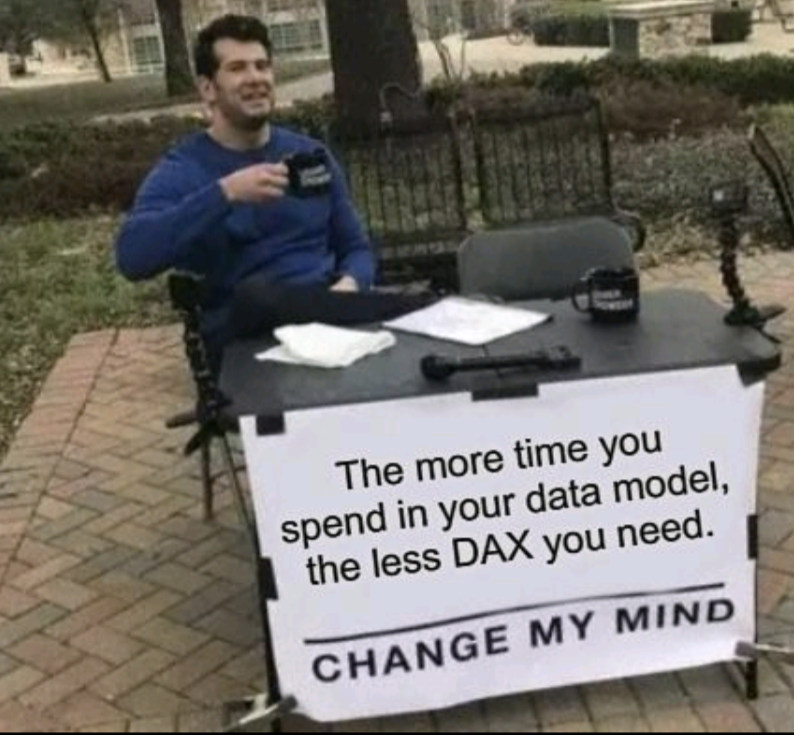 The more time you
spend in your data model,
the less DAX you need.
CHANGE MY MIND